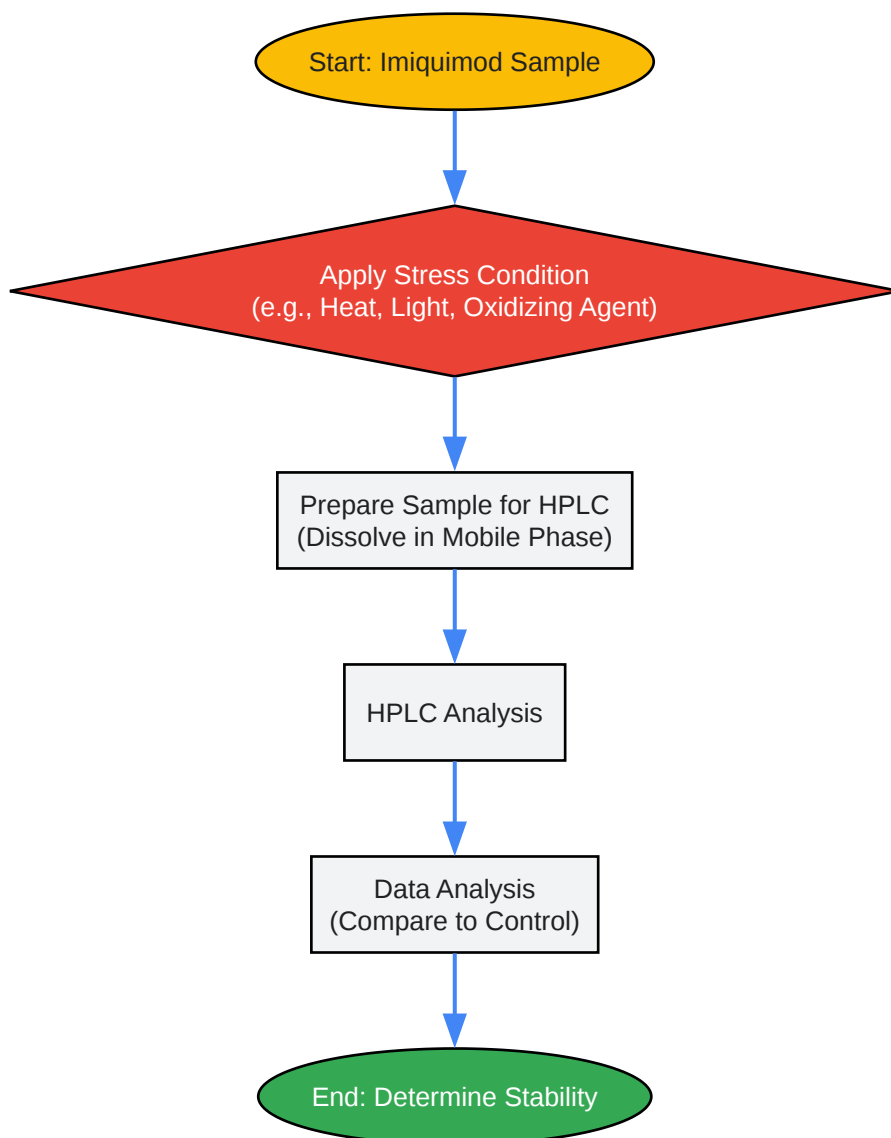 Start: Imiquimod Sample
Apply Stress Condition
(e.g., Heat, Light, Oxidizing Agent)
Prepare Sample for HPLC
(Dissolve in Mobile Phase)
HPLC Analysis
Data Analysis
(Compare to Control)
End: Determine Stability